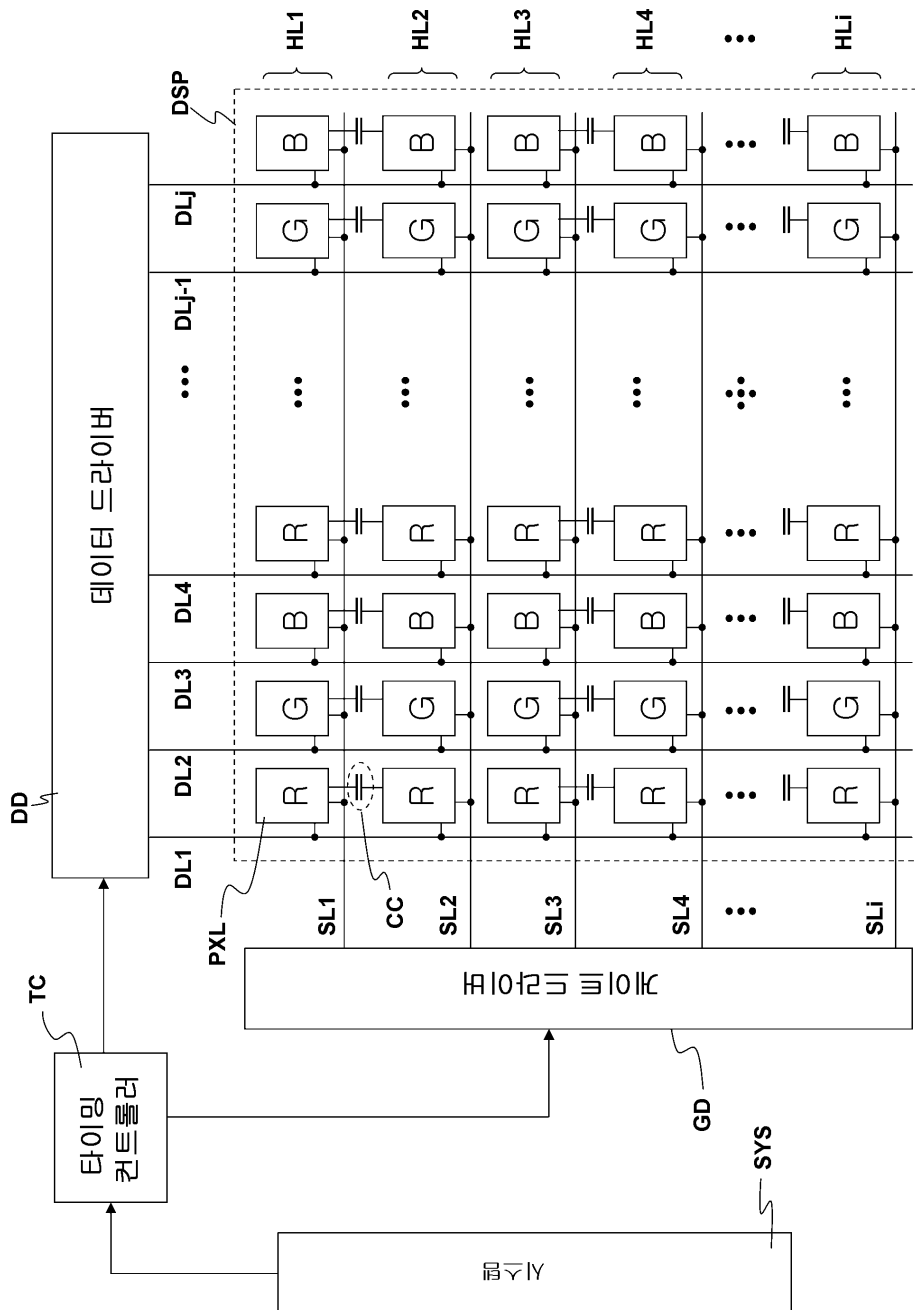 시스템
SYS
타이밍
컨트롤러
TC
데이터 드라이버
DD
게이트 드라이버
GD
DL1 DL2 DL3 DL4 ••• DLj-1 DLj
DSP
PXL
CC
R G B R ••• G B HL1
SL1
R G B R ••• G B HL2
SL2
R G B R ••• G B HL3
SL3
R G B R ••• G B HL4
SL4
••• ••• ••• ••• ••• ••• ••• •••
R G B R ••• G B HLi
SLi